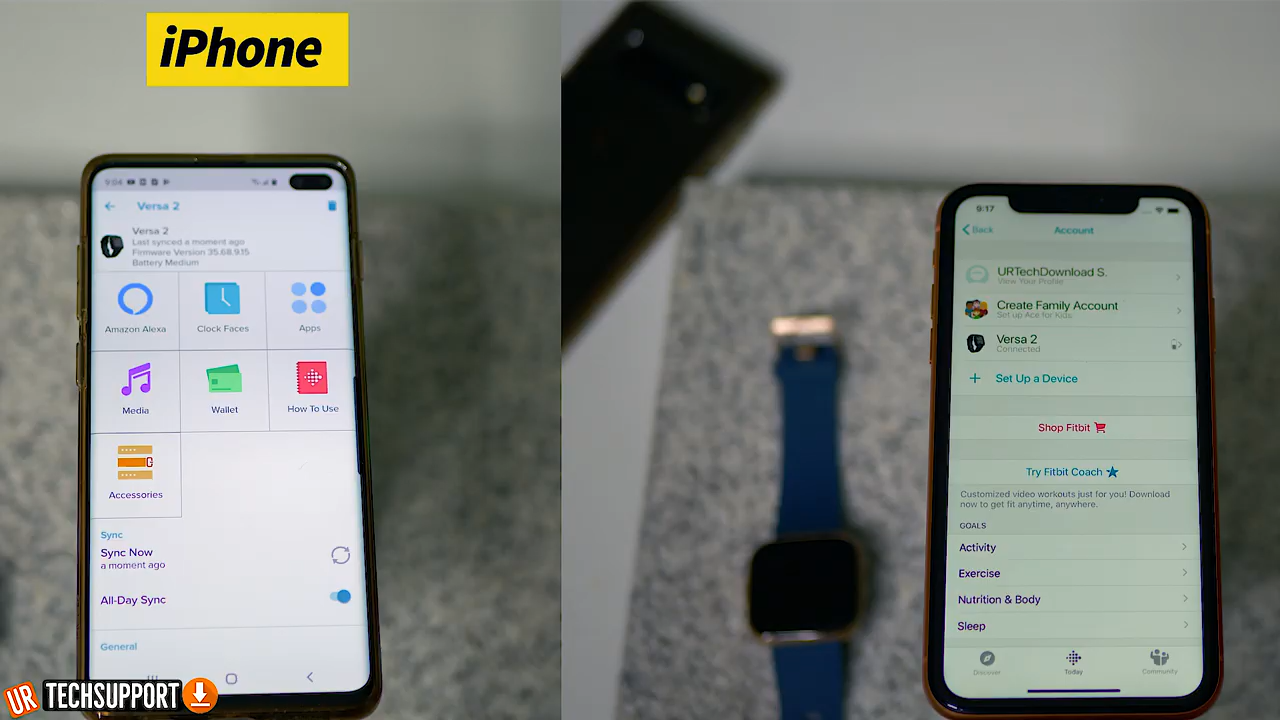 iPhone
9:04
Versa 2
Versa 2
Last synced a moment ago
Firmware Version 35.68.9.15
Battery Medium
Amazon Alexa
Clock Faces
Apps
Media
Wallet
How To Use
Accessories
Sync
Sync Now
a moment ago
All-Day Sync
General
UR TECHSUPPORT
9:17
Back
Account
URTechDownload S.
View Your Profile
Create Family Account
Set up Ace for Kids
Versa 2
Connected
+ Set Up a Device
Shop Fitbit
Try Fitbit Coach
Customized video workouts just for you! Download
now to get fit anytime, anywhere.
GOALS
Activity
Exercise
Nutrition & Body
Sleep
Discover
Today
Community